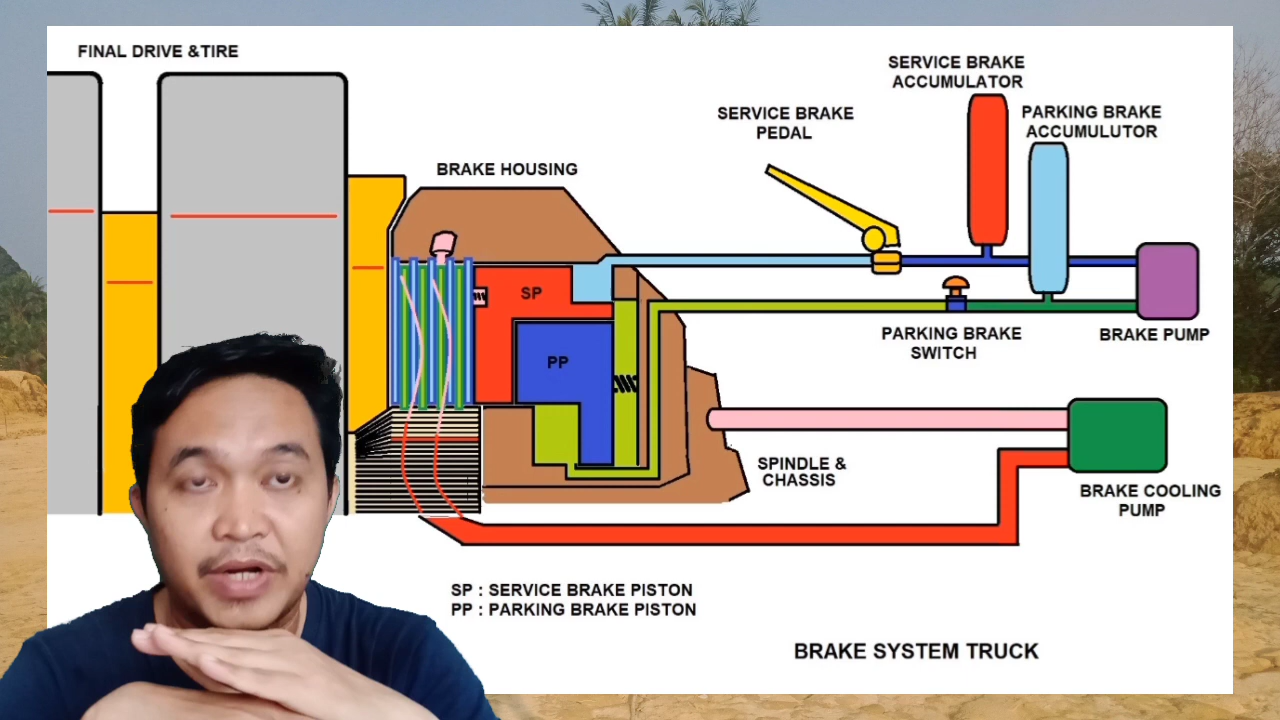 FINAL DRIVE &TIRE
SERVICE BRAKE
ACCUMULATOR
SERVICE BRAKE
PEDAL
PARKING BRAKE
ACCUMULUTOR
BRAKE HOUSING
SP
PP
PARKING BRAKE
SWITCH
BRAKE PUMP
SPINDLE &
CHASSIS
BRAKE COOLING
PUMP
SP : SERVICE BRAKE PISTON
PP : PARKING BRAKE PISTON
BRAKE SYSTEM TRUCK